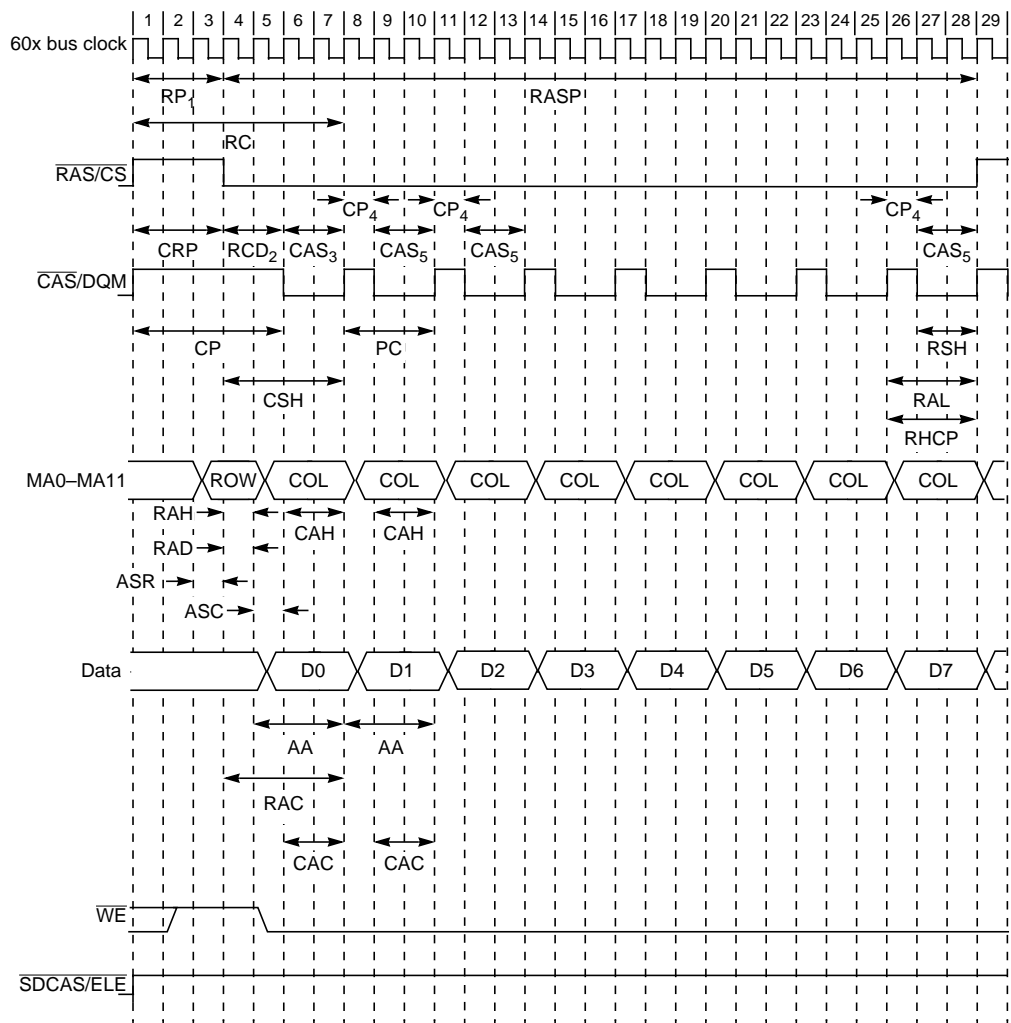 1 2 3 4 5 6 7 8 9 10 11 12 13 14 15 16 17 18 19 20 21 22 23 24 25 26 27 28 29
60x bus clock
RP1 RASP
RC
RAS/CS
CP4 CP4 CP4
CRP RCD2 CAS3 CAS5 CAS5 CAS5
CAS/DQM
CP PC RSH
CSH RAL
RHCP
MA0–MA11 ROW COL COL COL COL COL COL COL COL
RAH CAH CAH
RAD
ASR
ASC
Data D0 D1 D2 D3 D4 D5 D6 D7
AA AA
RAC
CAC CAC
WE
SDCAS/ELE